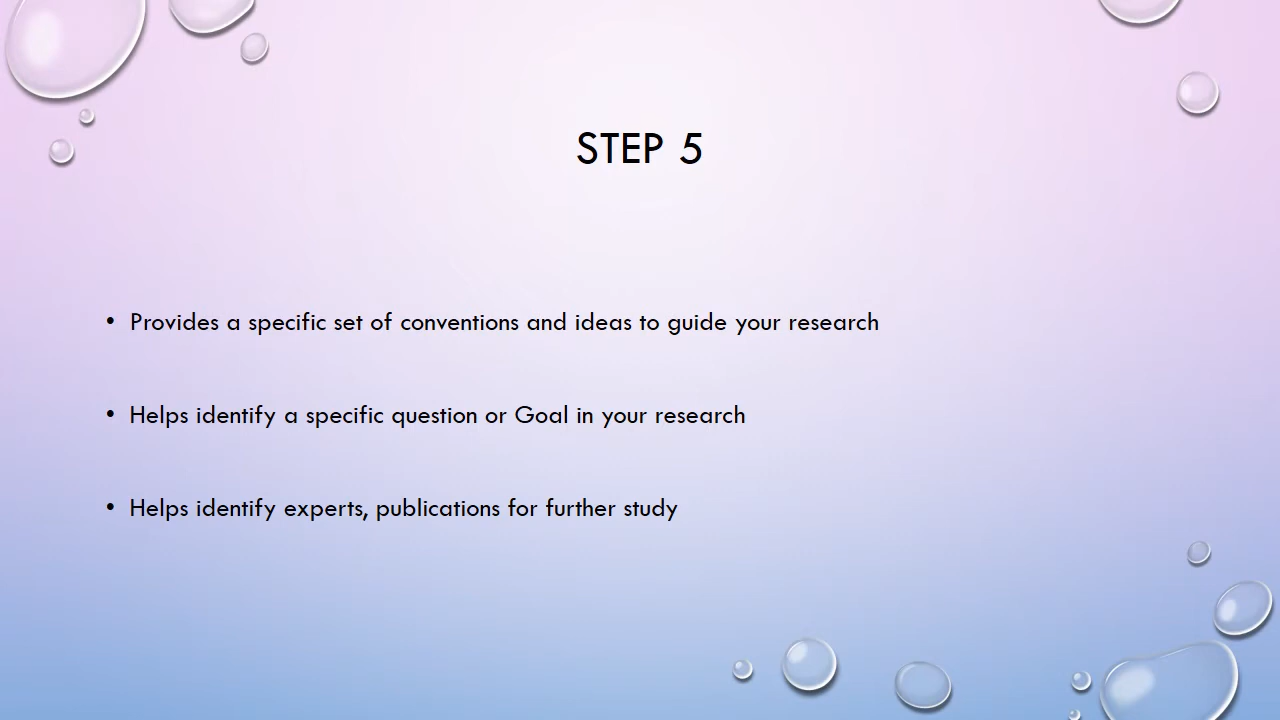 STEP 5
• Provides a specific set of conventions and ideas to guide your research
• Helps identify a specific question or Goal in your research
• Helps identify experts, publications for further study